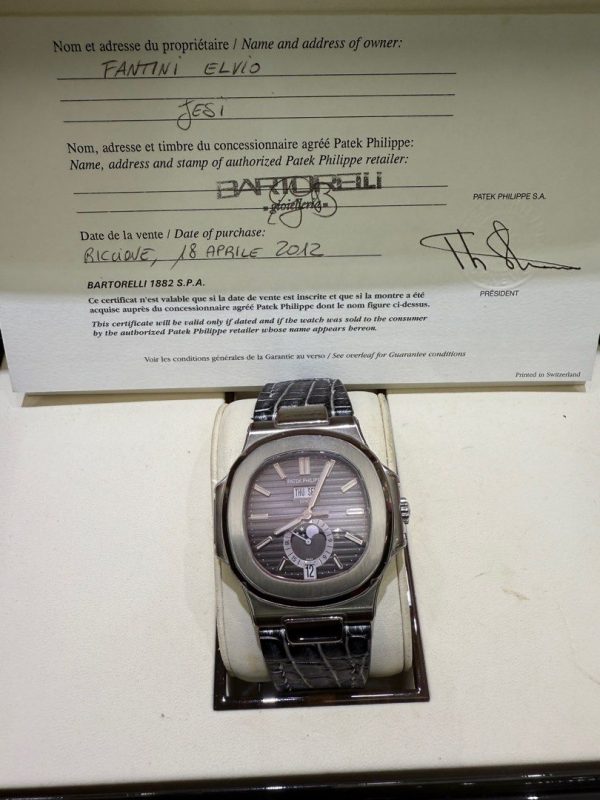 Nom et adresse du propriétaire / Name and address of owner:
FANTINI ELVIO
JESI
Nom, adresse et timbre du concessionnaire agréé Patek Philippe:
Name, address and stamp of authorized Patek Philippe retailer:
BARTORELLI
gioiellerie
PATEK PHILIPPE S.A.
Date de la vente / Date of purchase:
RICCIONE, 18 APRILE 2012
PRÉSIDENT
BARTORELLI 1882 S.P.A.
Ce certificat n'est valable que si la date de vente est inscrite et que si la montre a été
acquise auprès du concessionnaire agréé Patek Philippe dont le nom figure ci-dessus.
This certificate will be valid only if dated and if the watch was sold to the consumer
by the authorized Patek Philippe retailer whose name appears hereon.
Voir les conditions générales de la Garantie au verso / See overleaf for Guarantee conditions
Printed in Switzerland
PATEK PHILIPPE
THU SE
12